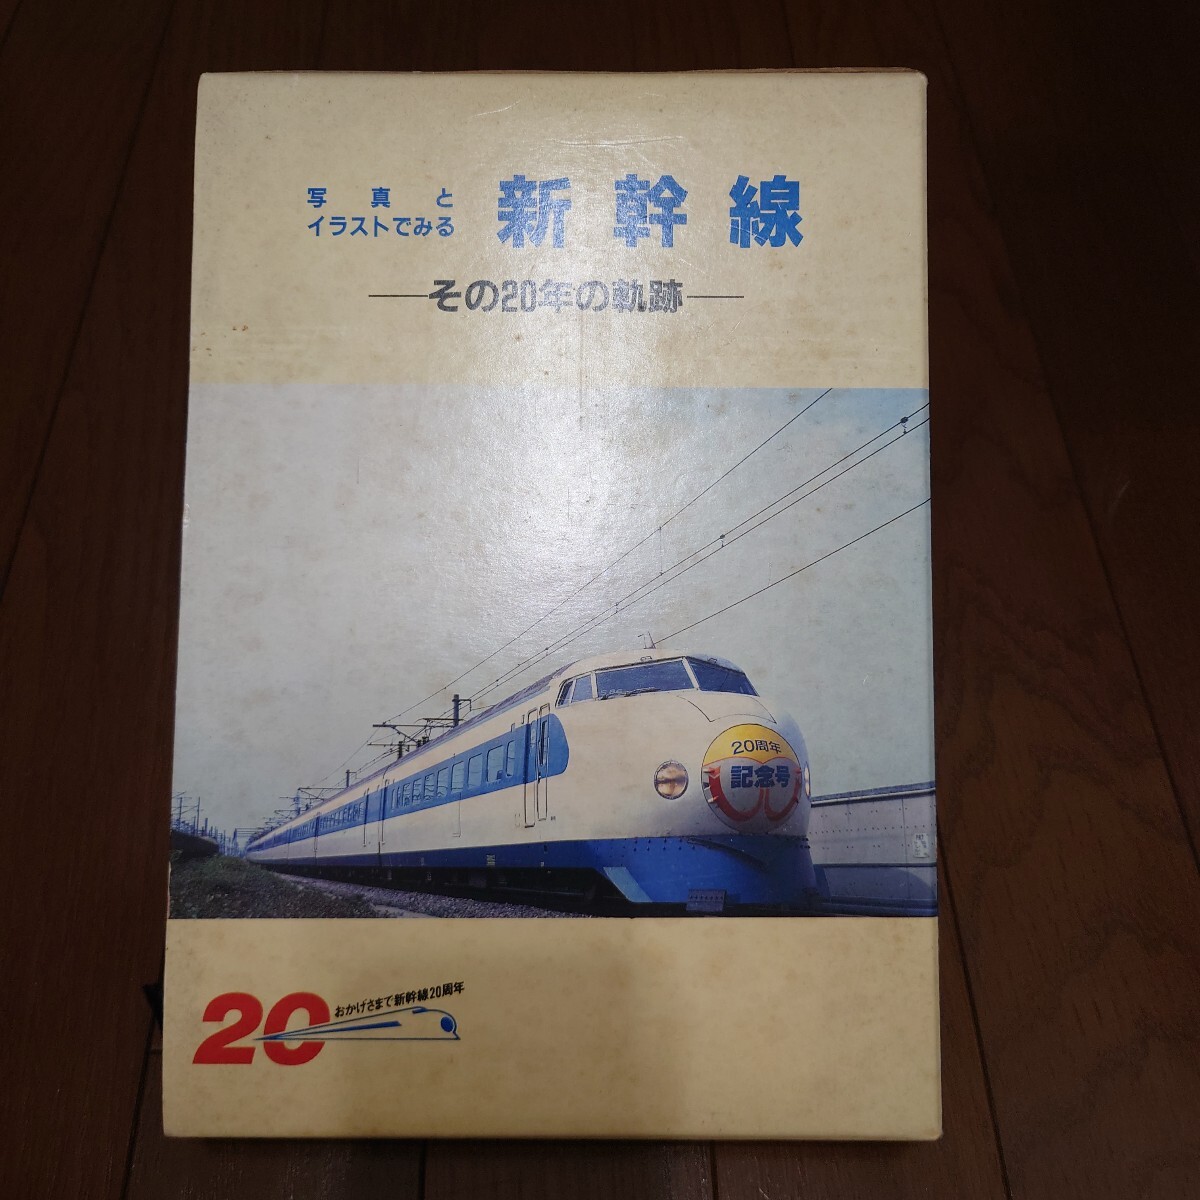 写真と
イラストでみる
新幹線
―その20年の軌跡―
20周年
記念号
20
おかげさまで新幹線20周年